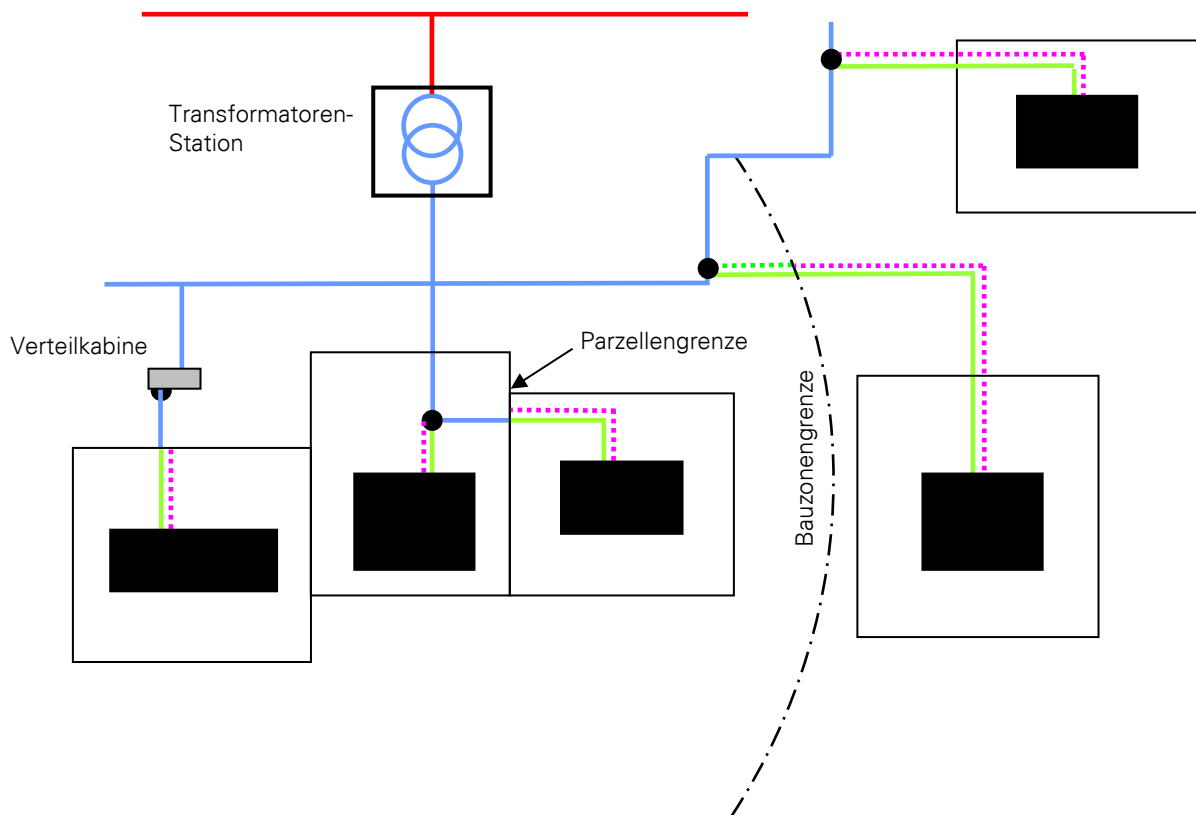 Transformatoren-
Station
Verteilkabine
Parzellengrenze
Bauzonengrenze